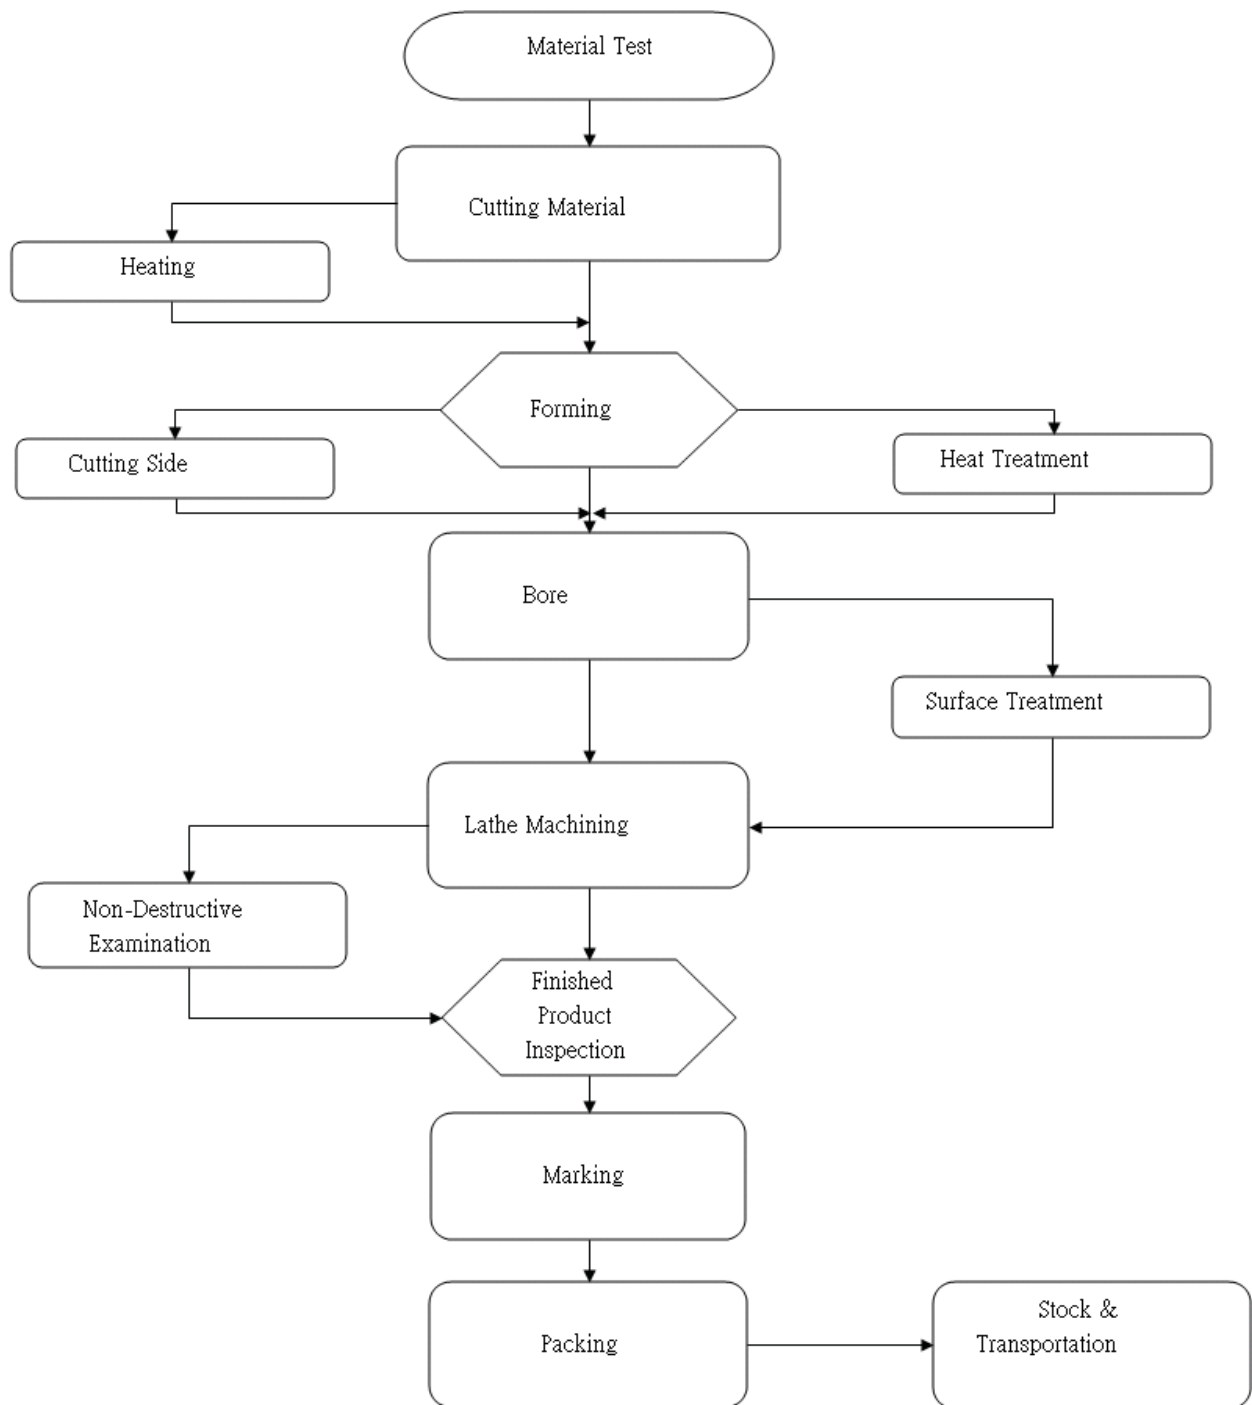 Material Test
Cutting Material
Heating
Forming
Cutting Side
Heat Treatment
Bore
Surface Treatment
Lathe Machining
Non-Destructive
Examination
Finished
Product
Inspection
Marking
Packing
Stock &
Transportation